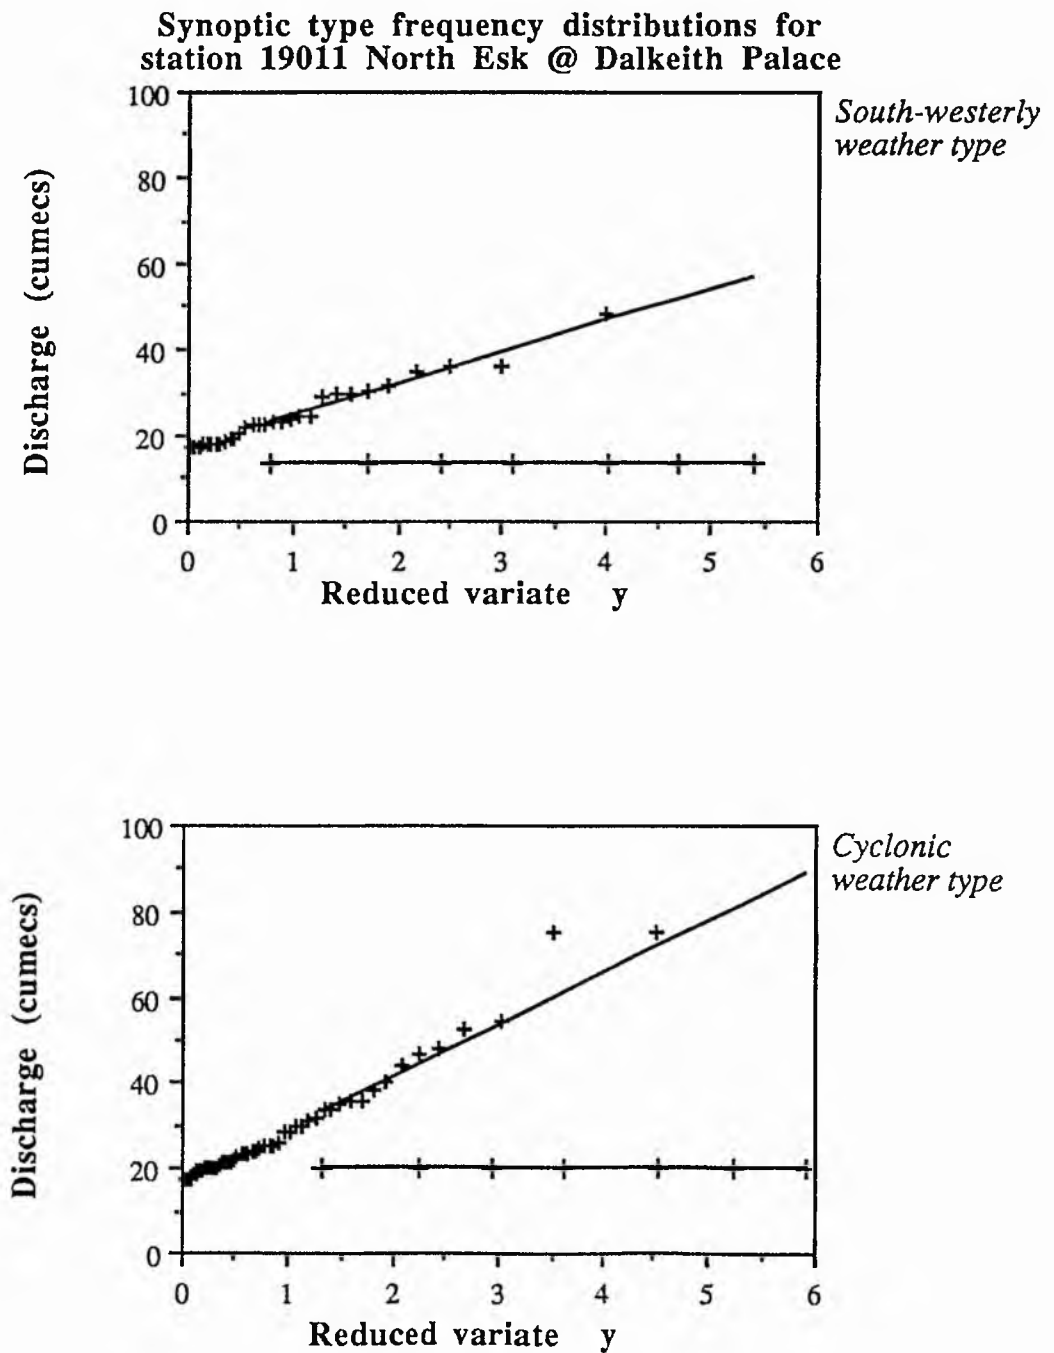 Synoptic type frequency distributions for
station 19011 North Esk @ Dalkeith Palace
South-westerly
weather type
Discharge (cumecs)
100
80
60
40
20
0
0 1 2 3 4 5 6
Reduced variate y
Cyclonic
weather type
Discharge (cumecs)
100
80
60
40
20
0
0 1 2 3 4 5 6
Reduced variate y